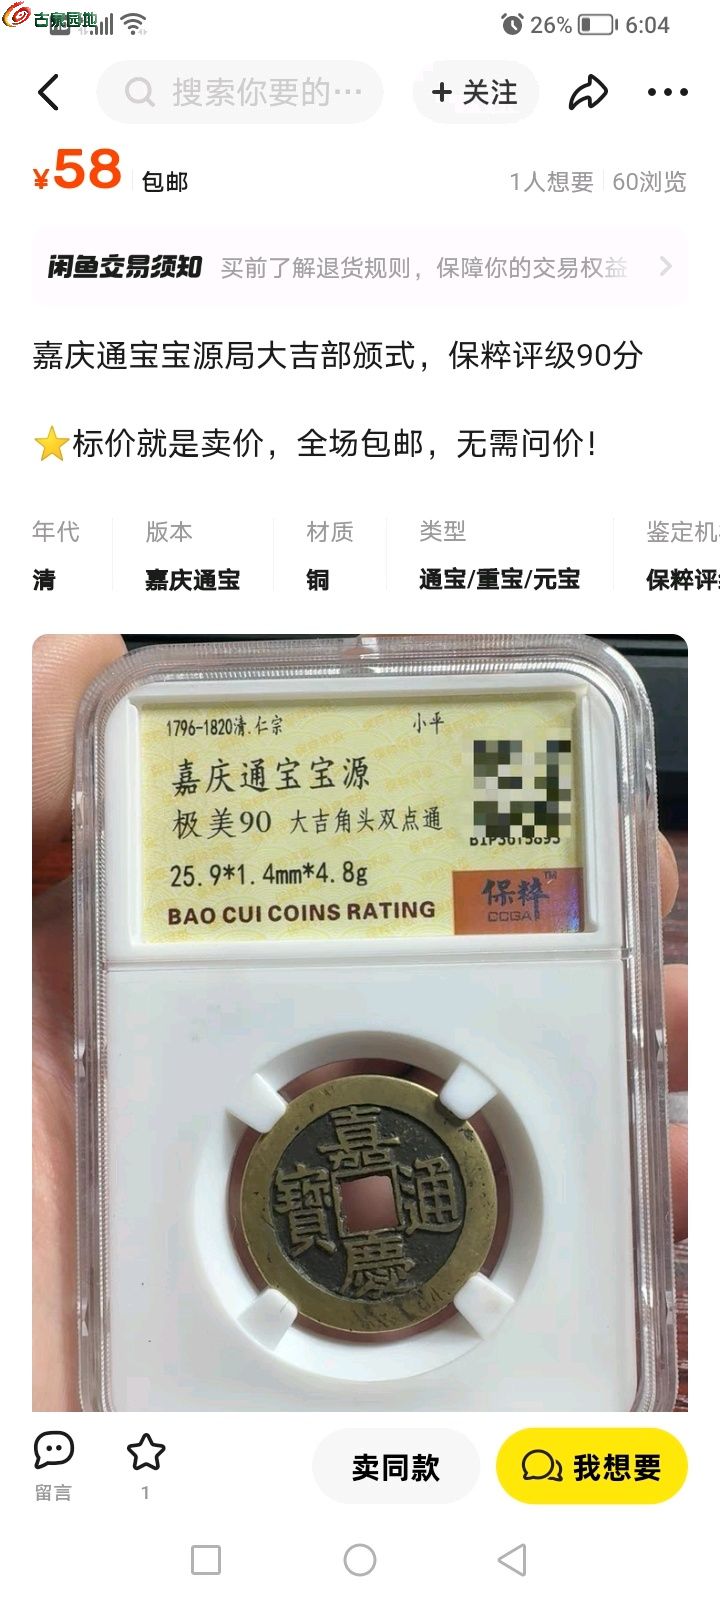 古泉园地
26% 6:04
搜索你要的… + 关注
¥58 包邮 1人想要 60浏览
闲鱼交易须知 买前了解退货规则，保障你的交易权益
嘉庆通宝宝源局大吉部颁式，保粹评级90分
⭐标价就是卖价，全场包邮，无需问价！
年代 版本 材质 类型 鉴定机
清 嘉庆通宝 铜 通宝/重宝/元宝 保粹评
1796-1820清.仁宗 小平
嘉庆通宝宝源
极美90 大吉角头双点通
25.9*1.4mm*4.8g
BAO CUI COINS RATING
保粹 TM
CCGA
嘉
慶
通
寶
留言 1 卖同款 我想要